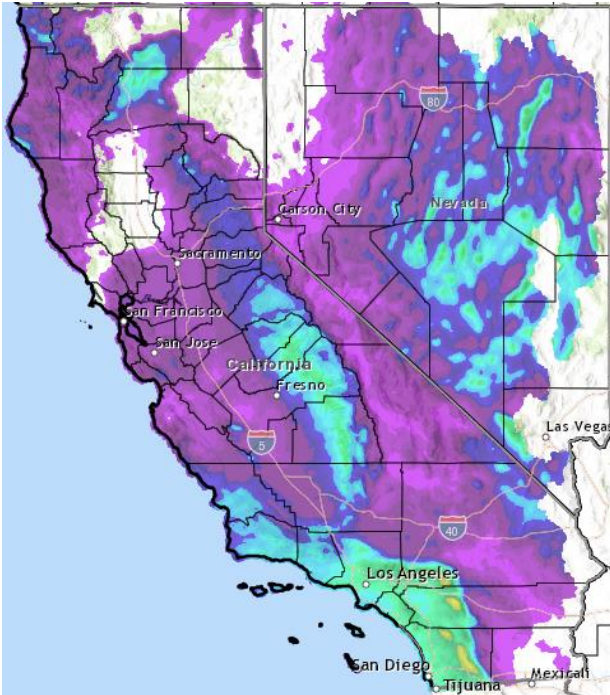 80
Nevada
Carson City
Sacramento
San Francisco
San Jose
California
Fresno
5
Las Vegas
40
Los Angeles
San Diego
Mexicali
Tijuana